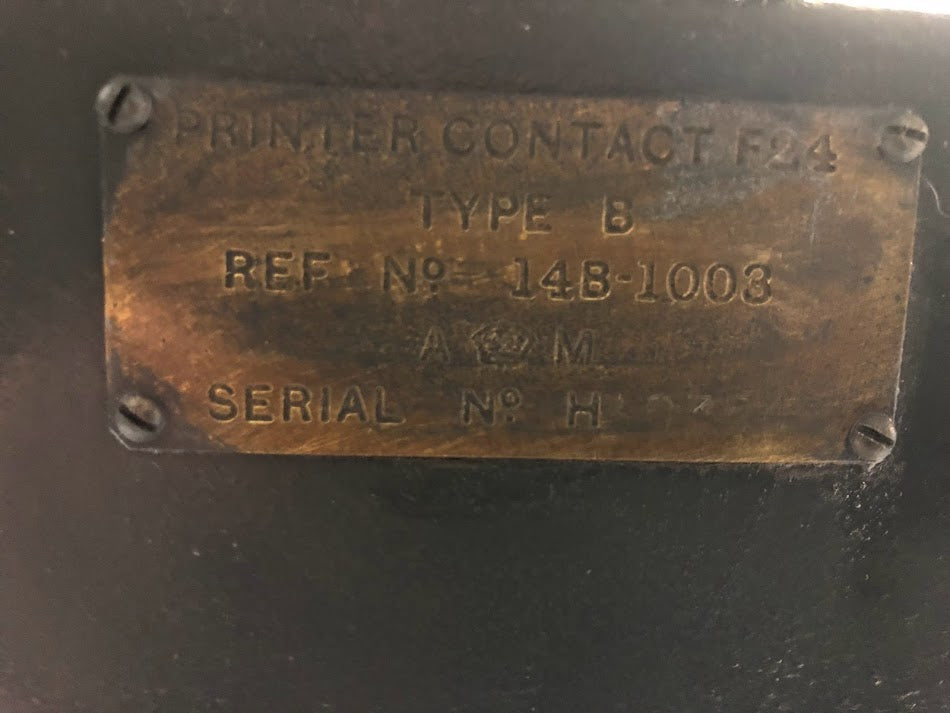 PRINTER CONTACT F24
TYPE B
REF Nº 14B-1003
A M
SERIAL Nº H